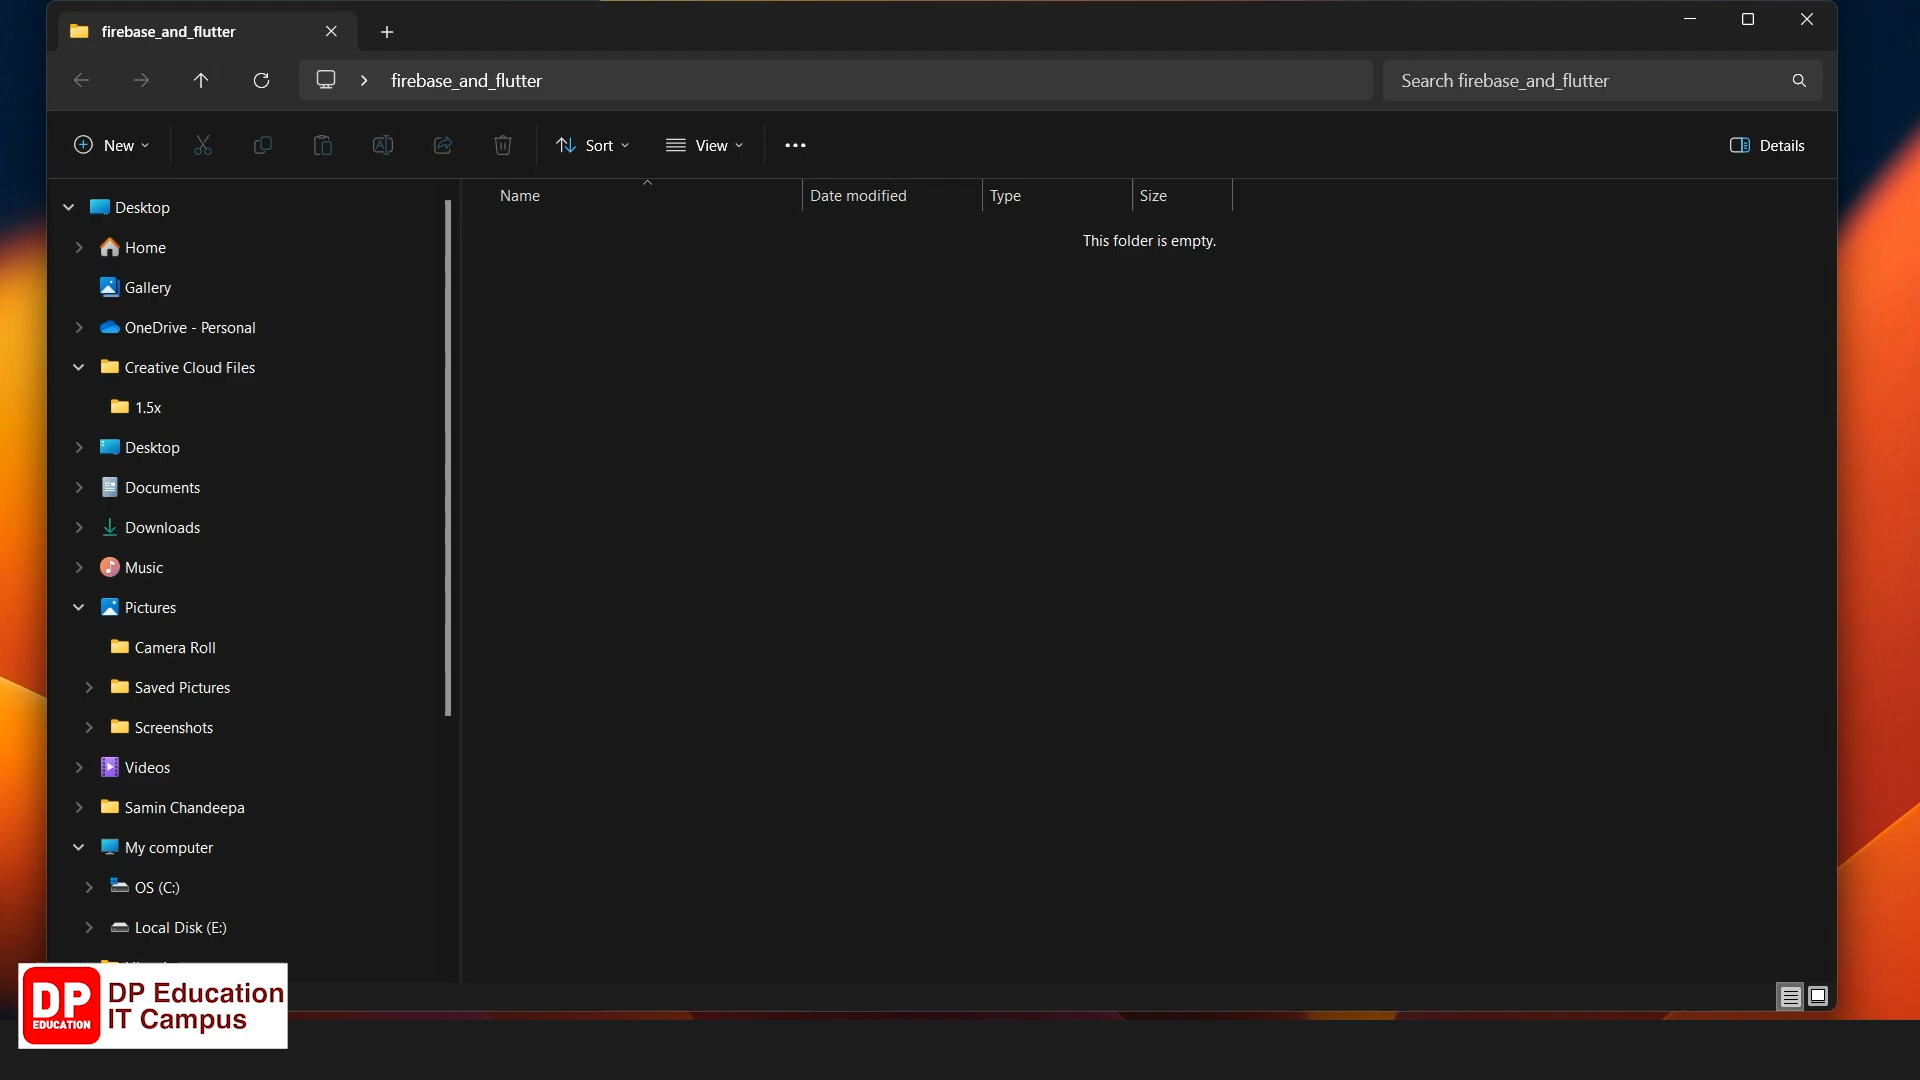 firebase_and_flutter
firebase_and_flutter
Search firebase_and_flutter
New
Sort
View
Details
Name
Date modified
Type
Size
This folder is empty.
Desktop
Home
Gallery
OneDrive - Personal
Creative Cloud Files
1.5x
Desktop
Documents
Downloads
Music
Pictures
Camera Roll
Saved Pictures
Screenshots
Videos
Samin Chandeepa
My computer
OS (C:)
Local Disk (E:)
DP
EDUCATION
DP Education
IT Campus